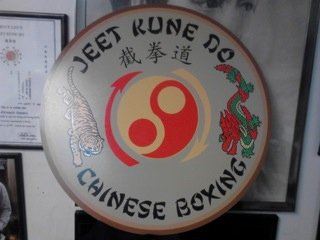 JEET KUNE DO
截拳道
CHINESE BOXING